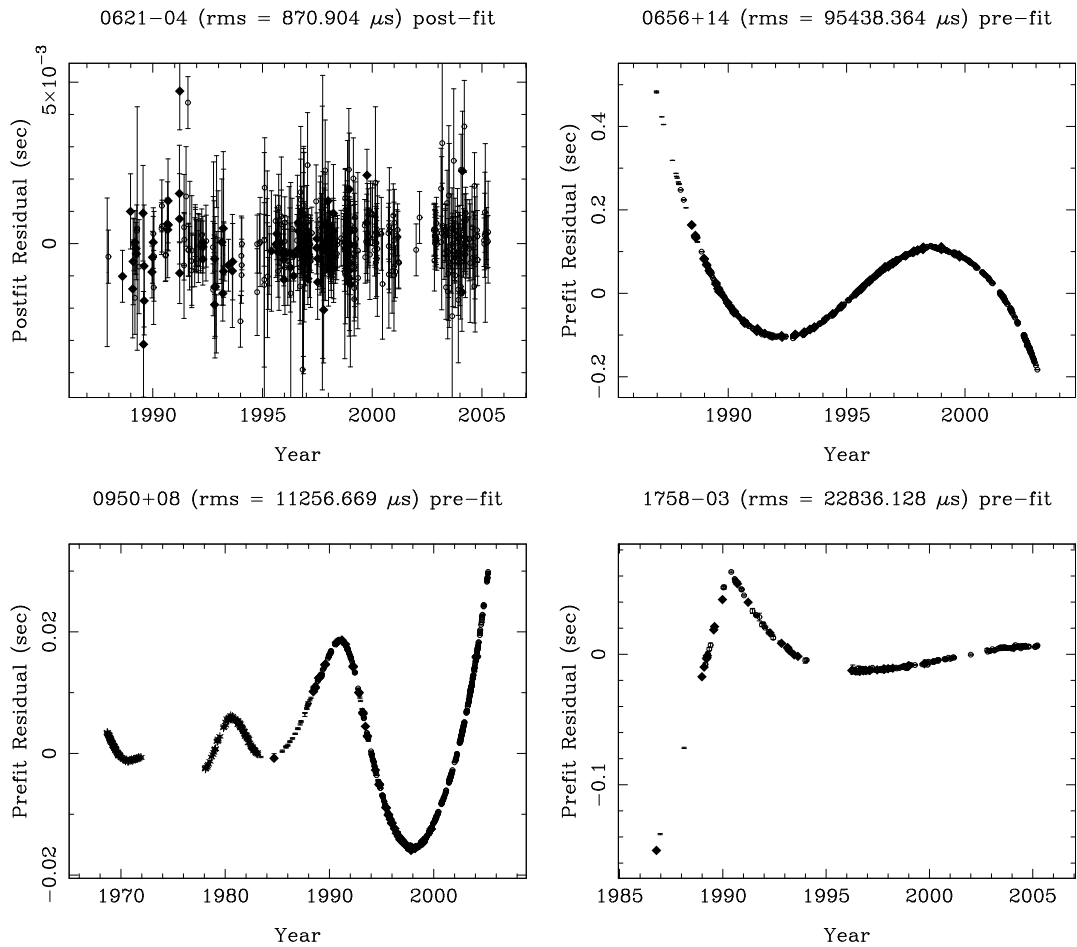 0621−04 (rms = 870.904 μs) post−fit
Postfit Residual (sec)
5×10−3
0
1990
1995
2000
2005
Year
0656+14 (rms = 95438.364 μs) pre−fit
Prefit Residual (sec)
0.4
0.2
0
−0.2
1990
1995
2000
Year
0950+08 (rms = 11256.669 μs) pre−fit
Prefit Residual (sec)
0.02
0
−0.02
1970
1980
1990
2000
Year
1758−03 (rms = 22836.128 μs) pre−fit
Prefit Residual (sec)
0
−0.1
1985
1990
1995
2000
2005
Year